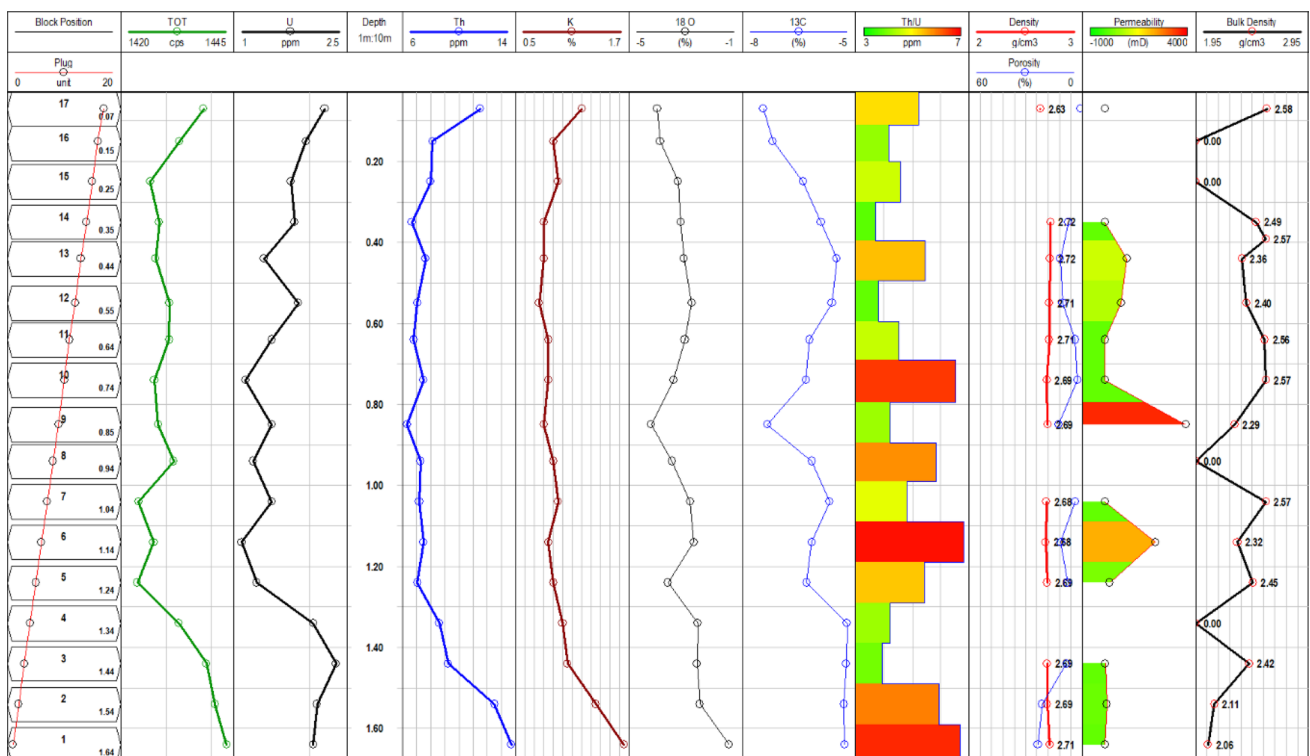 Block Position TOT U Depth Th K 18 O 13C Th/U Density Permeability Bulk Density
1420 cps 1445 1 ppm 2.5 1m:10m 6 ppm 14 0.5 % 1.7 -5 (%) -1 -8 (%) -5 3 ppm 7 2 g/cm3 3 -1000 (mD) 4000 1.95 g/cm3 2.95
Plug Porosity
0 unit 20 60 (%) 0
17 0.07 2.63 2.58
16 0.15 0.00
0.20
15 0.25 0.00
14 0.35 2.72 2.49
0.40 2.57
13 0.44 2.72 2.36
12 0.55 2.71 2.40
0.60
11 0.64 2.71 2.56
10 0.74 2.69 2.57
0.80
9 0.85 2.69 2.29
8 0.94 0.00
1.00
7 1.04 2.68 2.57
6 1.14 2.68 2.32
1.20
5 1.24 2.69 2.45
4 1.34 0.00
1.40
3 1.44 2.69 2.42
2 1.54 2.69 2.11
1.60
1 1.64 2.71 2.06